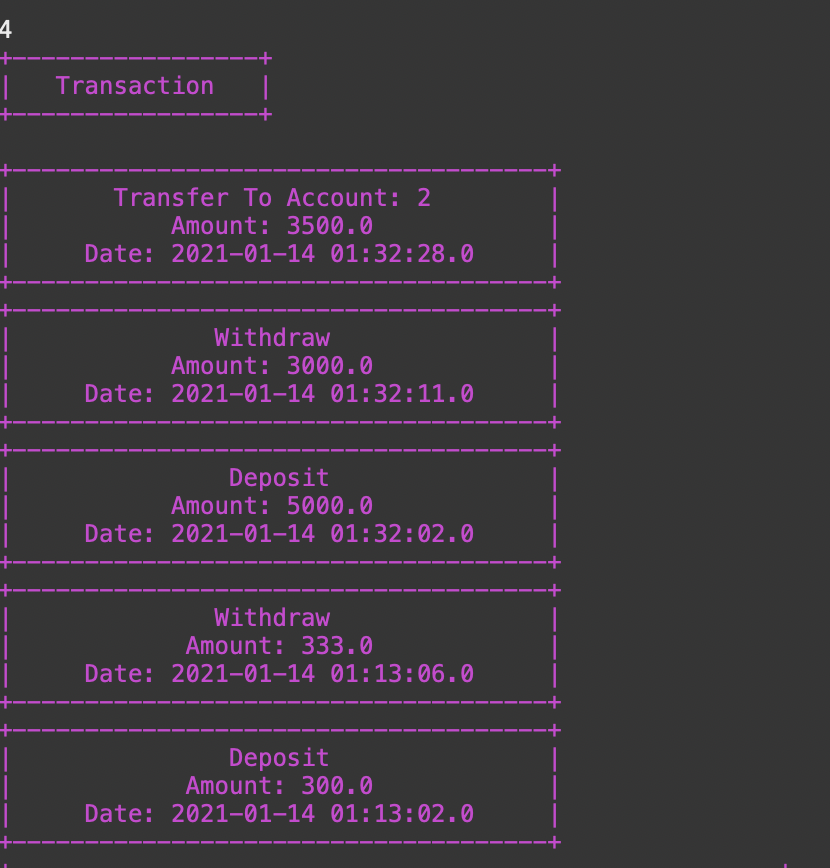 4
Transaction
Transfer To Account: 2
Amount: 3500.0
Date: 2021-01-14 01:32:28.0
Withdraw
Amount: 3000.0
Date: 2021-01-14 01:32:11.0
Deposit
Amount: 5000.0
Date: 2021-01-14 01:32:02.0
Withdraw
Amount: 333.0
Date: 2021-01-14 01:13:06.0
Deposit
Amount: 300.0
Date: 2021-01-14 01:13:02.0